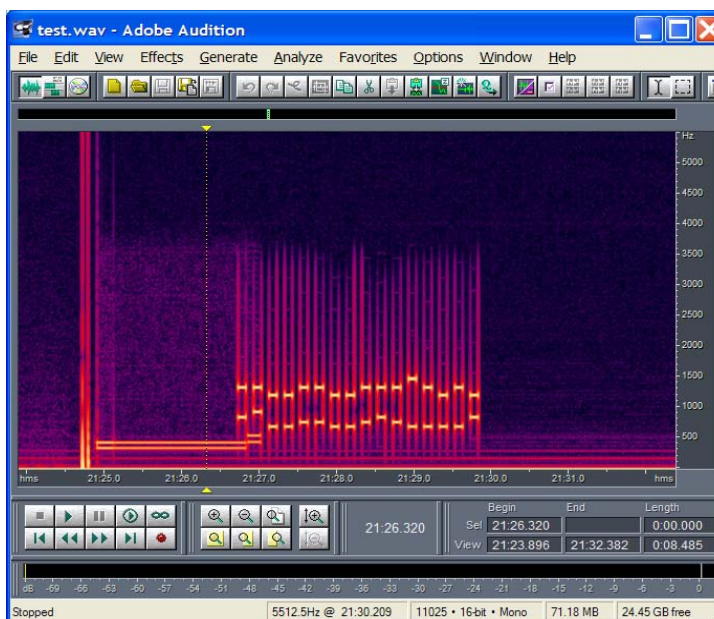 test.wav - Adobe Audition
File Edit View Effects Generate Analyze Favorites Options Window Help
Hz
5000
4500
4000
3500
3000
2500
2000
1500
1000
500
hms 21:25.0 21:26.0 21:27.0 21:28.0 21:29.0 21:30.0 21:31.0 hms
21:26.320
Begin End Length
Sel 21:26.320 0:00.000
View 21:23.896 21:32.382 0:08.485
dB -69 -66 -63 -60 -57 -54 -51 -48 -45 -42 -39 -36 -33 -30 -27 -24 -21 -18 -15 -12 -9 -6 -3 0
Stopped 5512.5Hz @ 21:30.209 11025 • 16-bit • Mono 71.18 MB 24.45 GB free